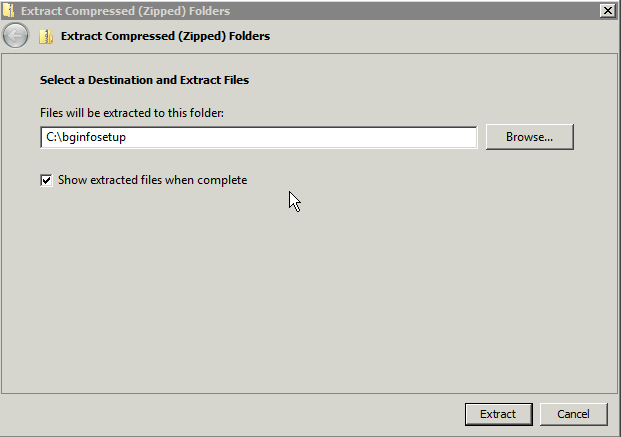 Extract Compressed (Zipped) Folders
Extract Compressed (Zipped) Folders
Select a Destination and Extract Files
Files will be extracted to this folder:
C:\bginfosetup Browse...
Show extracted files when complete
Extract Cancel